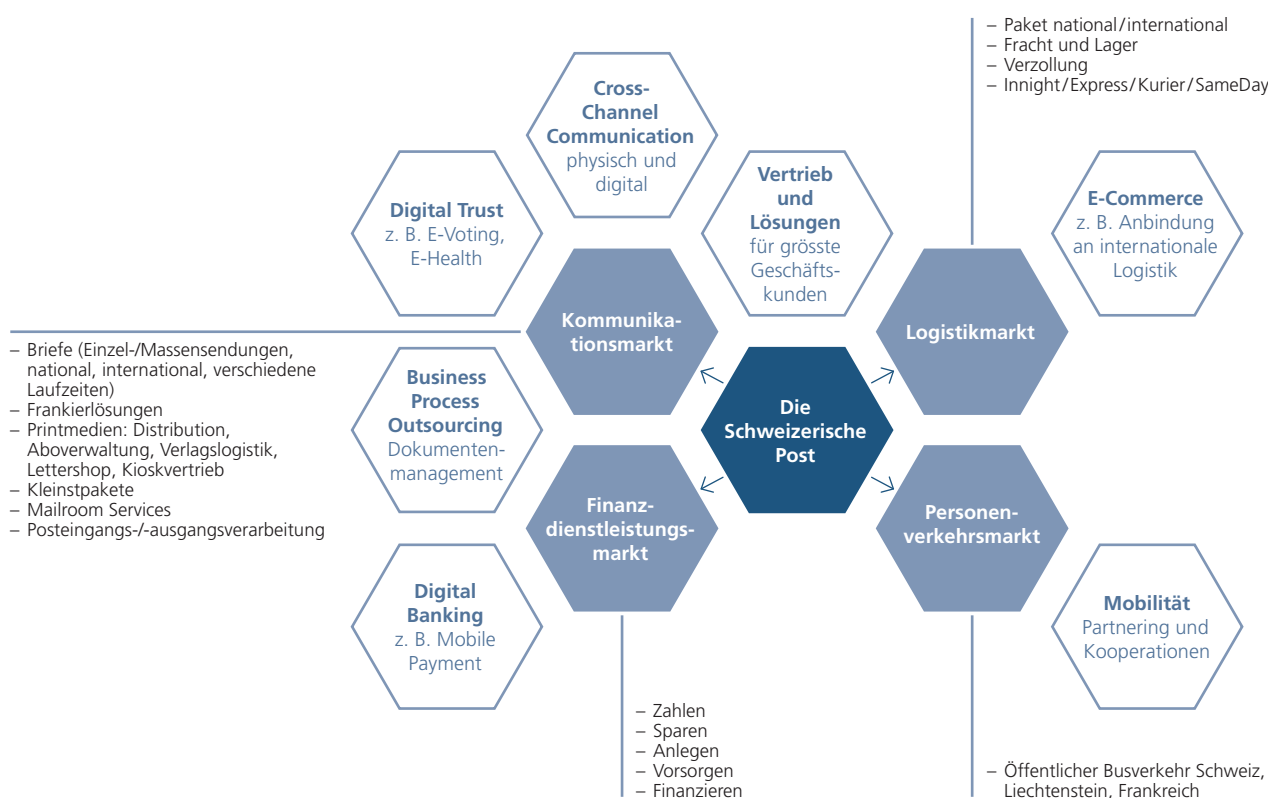 – Paket national/international
– Fracht und Lager
– Verzollung
– Innight/Express/Kurier/SameDay
Cross-
Channel
Communication
physisch und
digital
Digital Trust
z. B. E-Voting,
E-Health
Vertrieb
und
Lösungen
für grösste
Geschäfts-
kunden
E-Commerce
z. B. Anbindung
an internationale
Logistik
Kommunika-
tionsmarkt
Logistikmarkt
– Briefe (Einzel-/Massensendungen,
national, international, verschiedene
Laufzeiten)
– Frankierlösungen
– Printmedien: Distribution,
Aboverwaltung, Verlagslogistik,
Lettershop, Kioskvertrieb
– Kleinstpakete
– Mailroom Services
– Posteingangs-/-ausgangsverarbeitung
Business
Process
Outsourcing
Dokumenten-
management
Die
Schweizerische
Post
Finanz-
dienstleistungs-
markt
Personen-
verkehrsmarkt
Digital
Banking
z. B. Mobile
Payment
Mobilität
Partnering und
Kooperationen
– Zahlen
– Sparen
– Anlegen
– Vorsorgen
– Finanzieren
– Öffentlicher Busverkehr Schweiz,
Liechtenstein, Frankreich